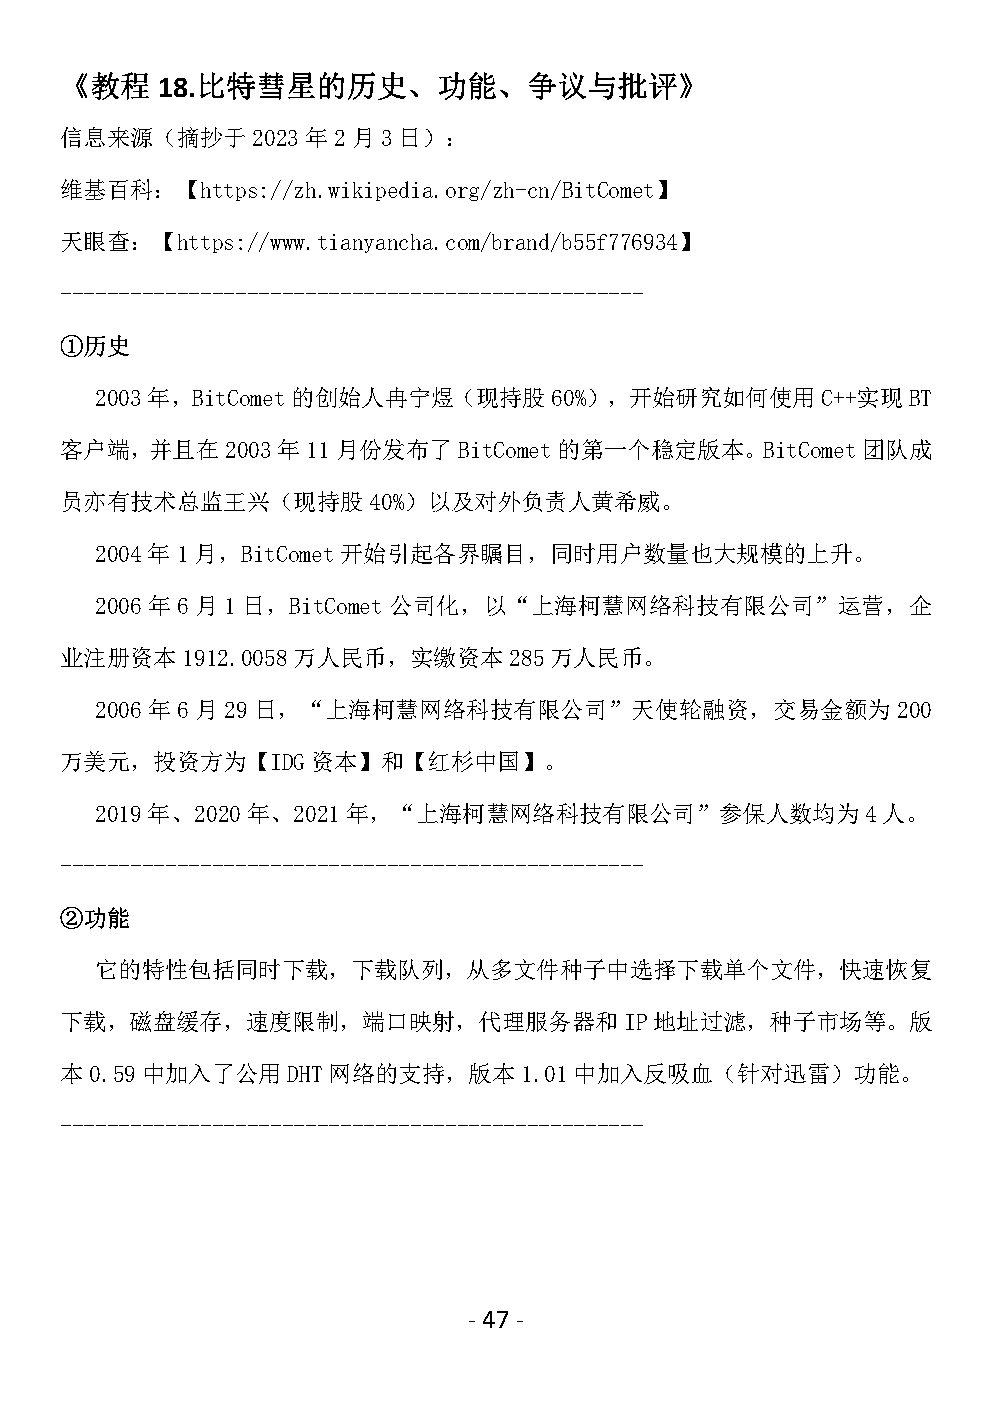 《教程 18.比特彗星的历史、功能、争议与批评》
信息来源（摘抄于 2023 年 2 月 3 日）：
维基百科：【https://zh.wikipedia.org/zh-cn/BitComet】
天眼查：【https://www.tianyancha.com/brand/b55f776934】
--------------------------------------------------
①历史
2003 年，BitComet 的创始人冉宁煜（现持股 60%），开始研究如何使用 C++实现 BT
客户端，并且在 2003 年 11 月份发布了 BitComet 的第一个稳定版本。BitComet 团队成
员亦有技术总监王兴（现持股 40%）以及对外负责人黄希威。
2004 年 1 月，BitComet 开始引起各界瞩目，同时用户数量也大规模的上升。
2006 年 6 月 1 日，BitComet 公司化，以“上海柯慧网络科技有限公司”运营，企
业注册资本 1912.0058 万人民币，实缴资本 285 万人民币。
2006 年 6 月 29 日，“上海柯慧网络科技有限公司”天使轮融资，交易金额为 200
万美元，投资方为【IDG 资本】和【红杉中国】。
2019 年、2020 年、2021 年，“上海柯慧网络科技有限公司”参保人数均为 4 人。
--------------------------------------------------
②功能
它的特性包括同时下载，下载队列，从多文件种子中选择下载单个文件，快速恢复
下载，磁盘缓存，速度限制，端口映射，代理服务器和 IP 地址过滤，种子市场等。版
本 0.59 中加入了公用 DHT 网络的支持，版本 1.01 中加入反吸血（针对迅雷）功能。
--------------------------------------------------
- 47 -